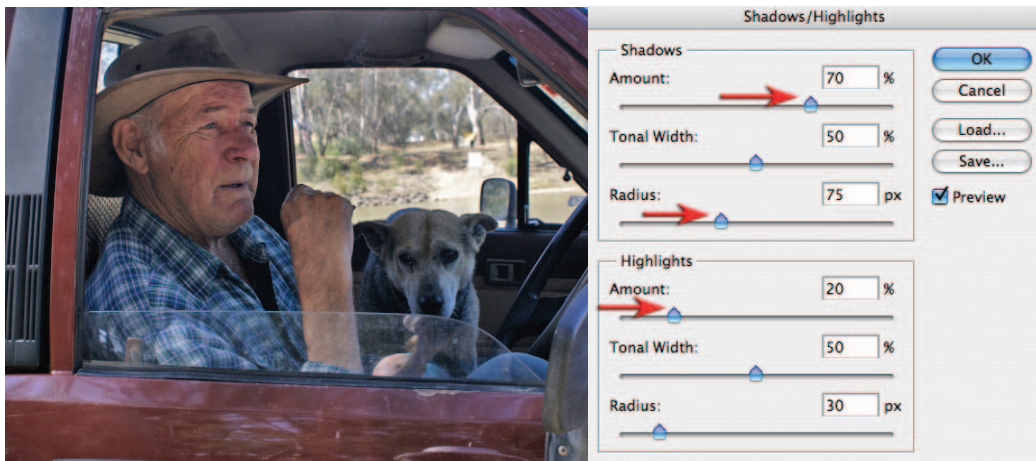 Shadows/Highlights
Shadows
Amount: 70 %
Tonal Width: 50 %
Radius: 75 px
Highlights
Amount: 20 %
Tonal Width: 50 %
Radius: 30 px
OK
Cancel
Load...
Save...
Preview